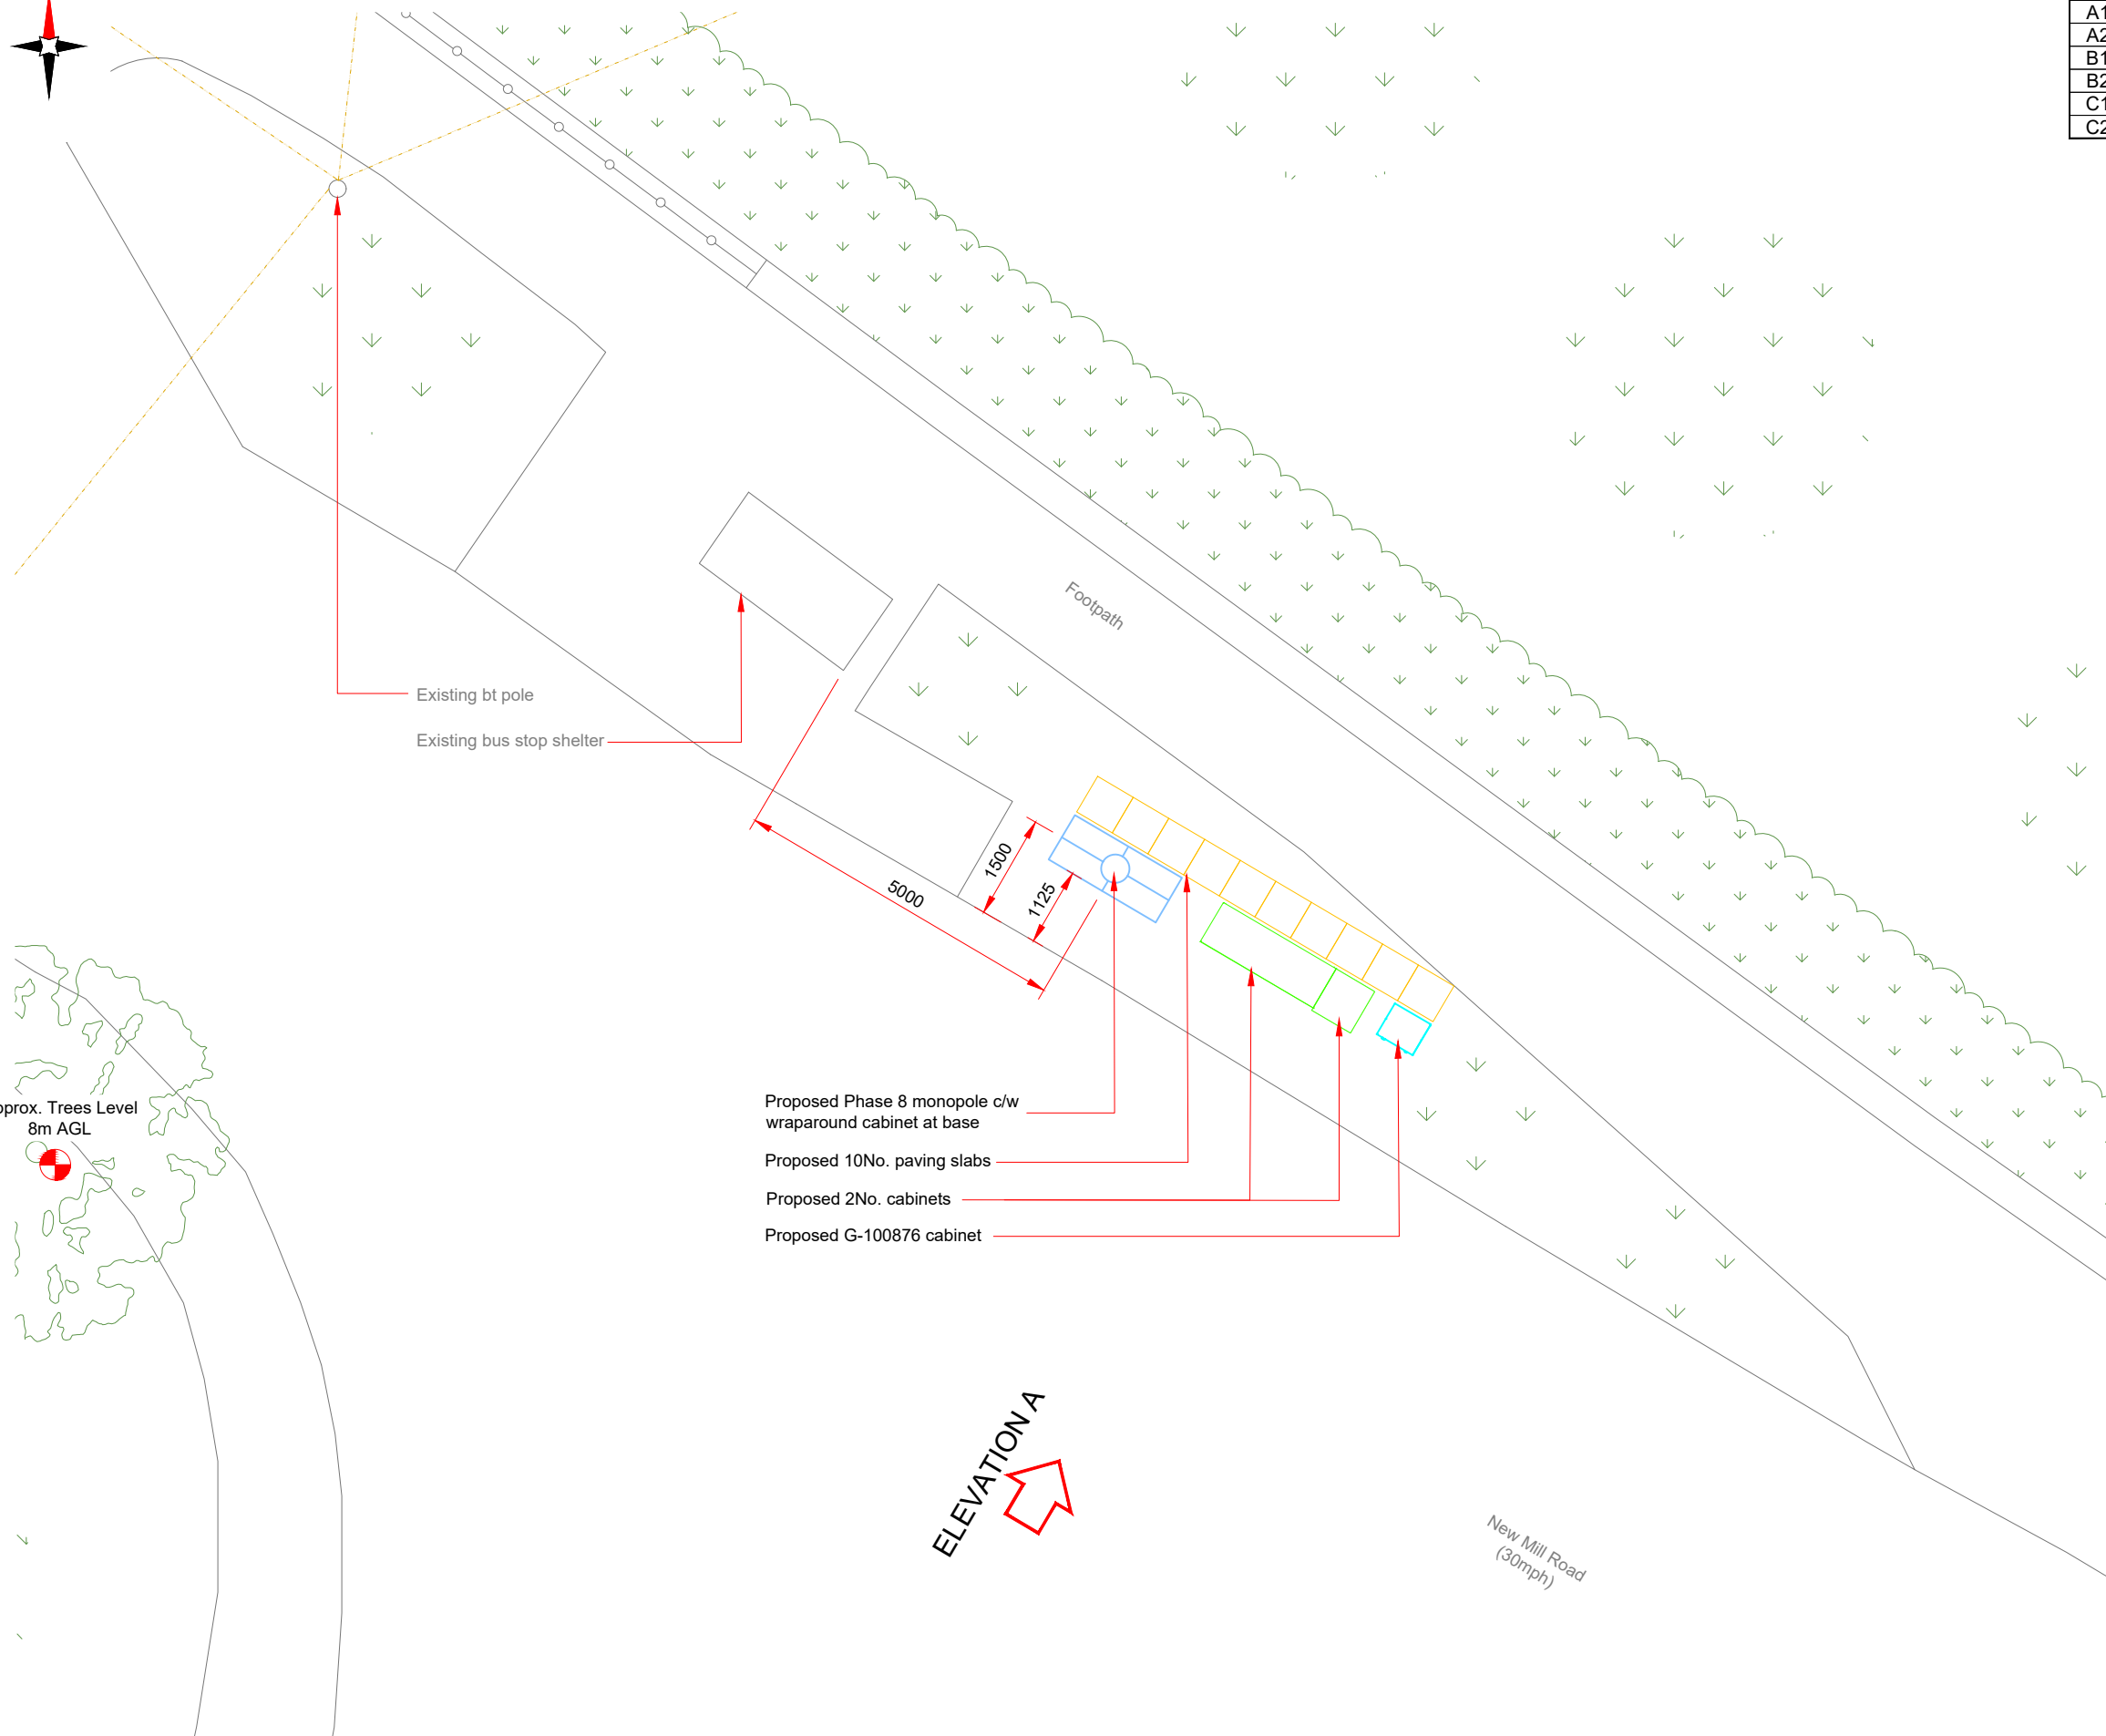 A1
A2
B1
B2
C1
C2
Footpath
Existing bt pole
Existing bus stop shelter
1500
1125
5000
Trees Level
8m AGL
Proposed Phase 8 monopole c/w
wraparound cabinet at base
Proposed 10No. paving slabs
Proposed 2No. cabinets
Proposed G-100876 cabinet
ELEVATION A
New Mill Road
(30mph)